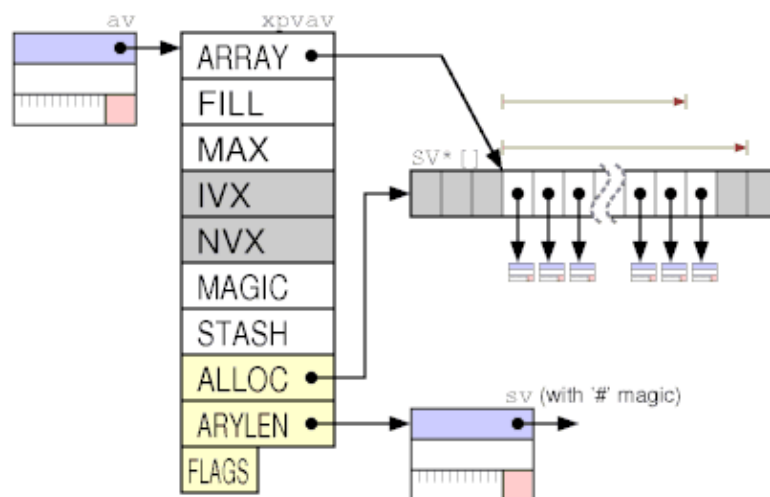 av
xpvav
ARRAY
FILL
MAX
SV*[]
IVX
NVX
MAGIC
STASH
ALLOC
sv (with '#' magic)
ARYLEN
FLAGS